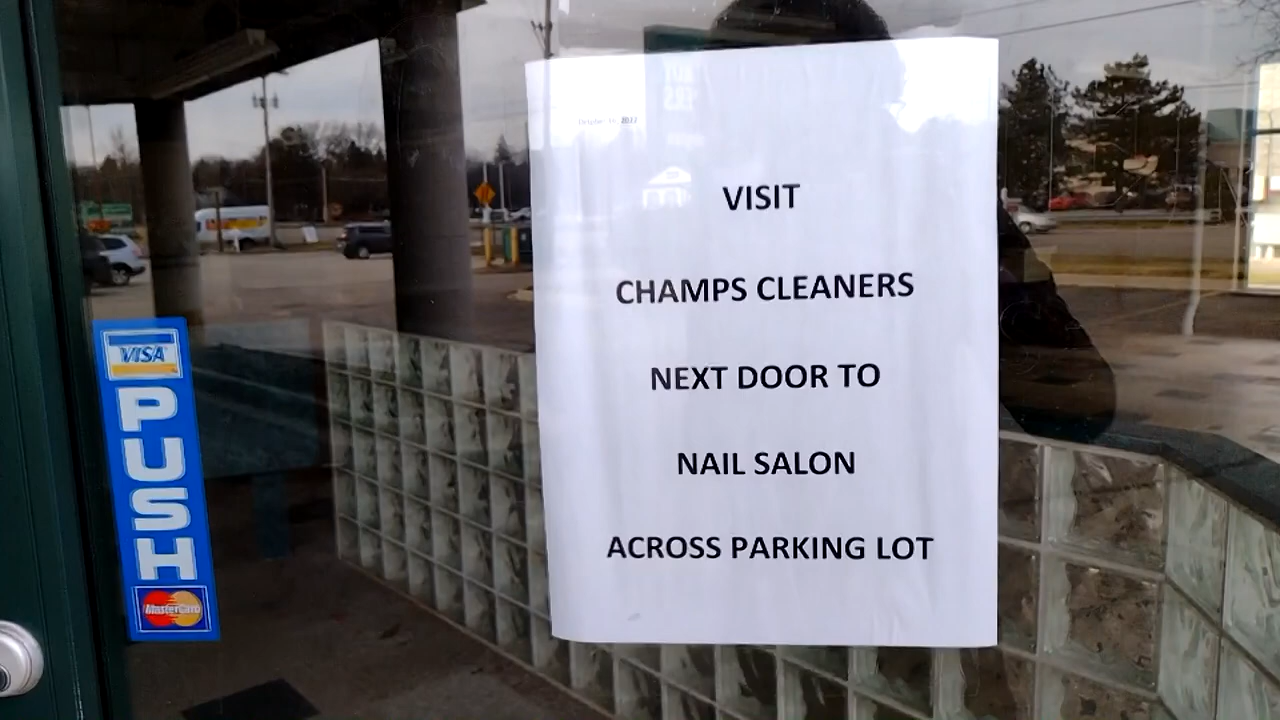 VISIT
CHAMPS CLEANERS
NEXT DOOR TO
NAIL SALON
ACROSS PARKING LOT
VISA
PUSH
MasterCard